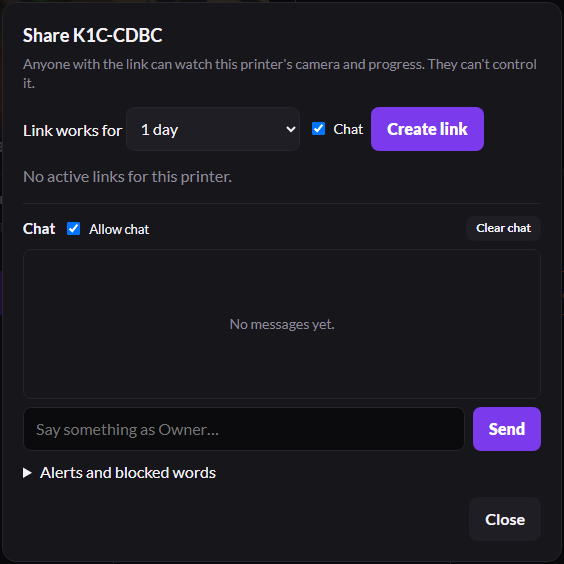 Share K1C-CDBC
Anyone with the link can watch this printer's camera and progress. They can't control
it.
Link works for 1 day Chat Create link
No active links for this printer.
Chat Allow chat Clear chat
No messages yet.
Say something as Owner... Send
Alerts and blocked words
Close